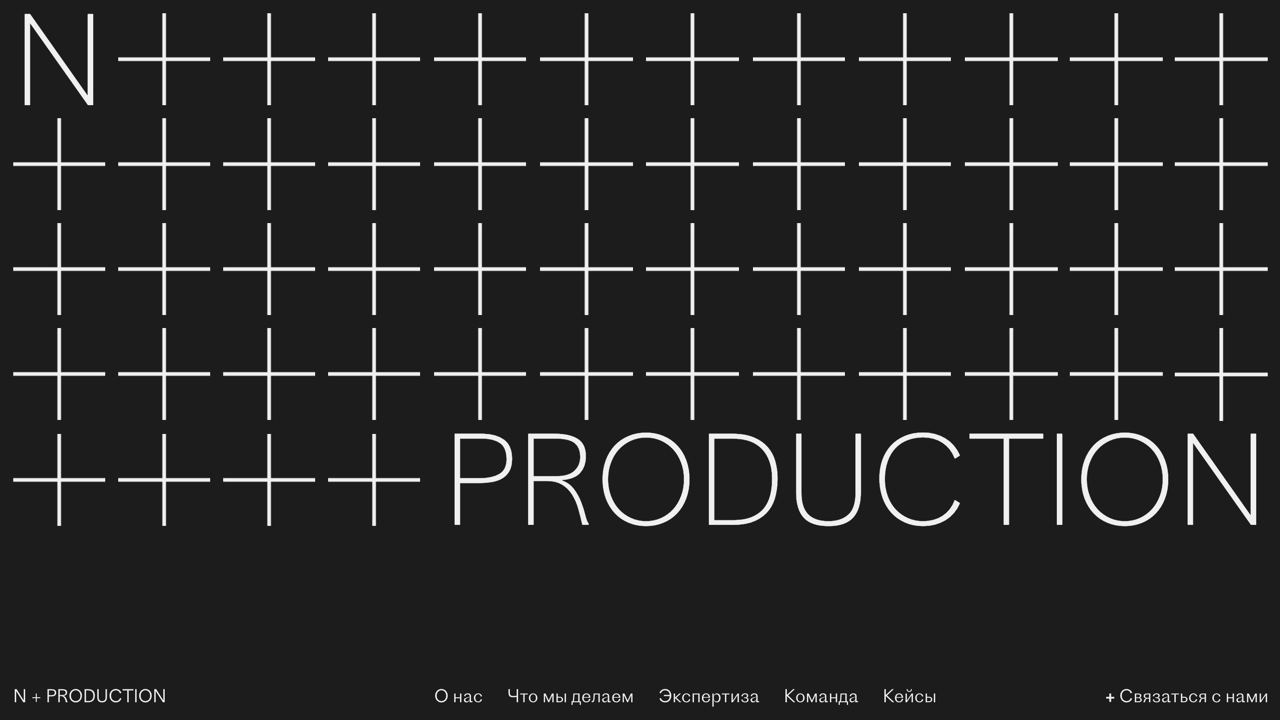 N + + + + + + + + + + +
+ + + + + + + + + + + +
+ + + + + + + + + + + +
+ + + + + + + + + + + +
+ + + + PRODUCTION
N + PRODUCTION
О нас Что мы делаем Экспертиза Команда Кейсы
+ Связаться с нами